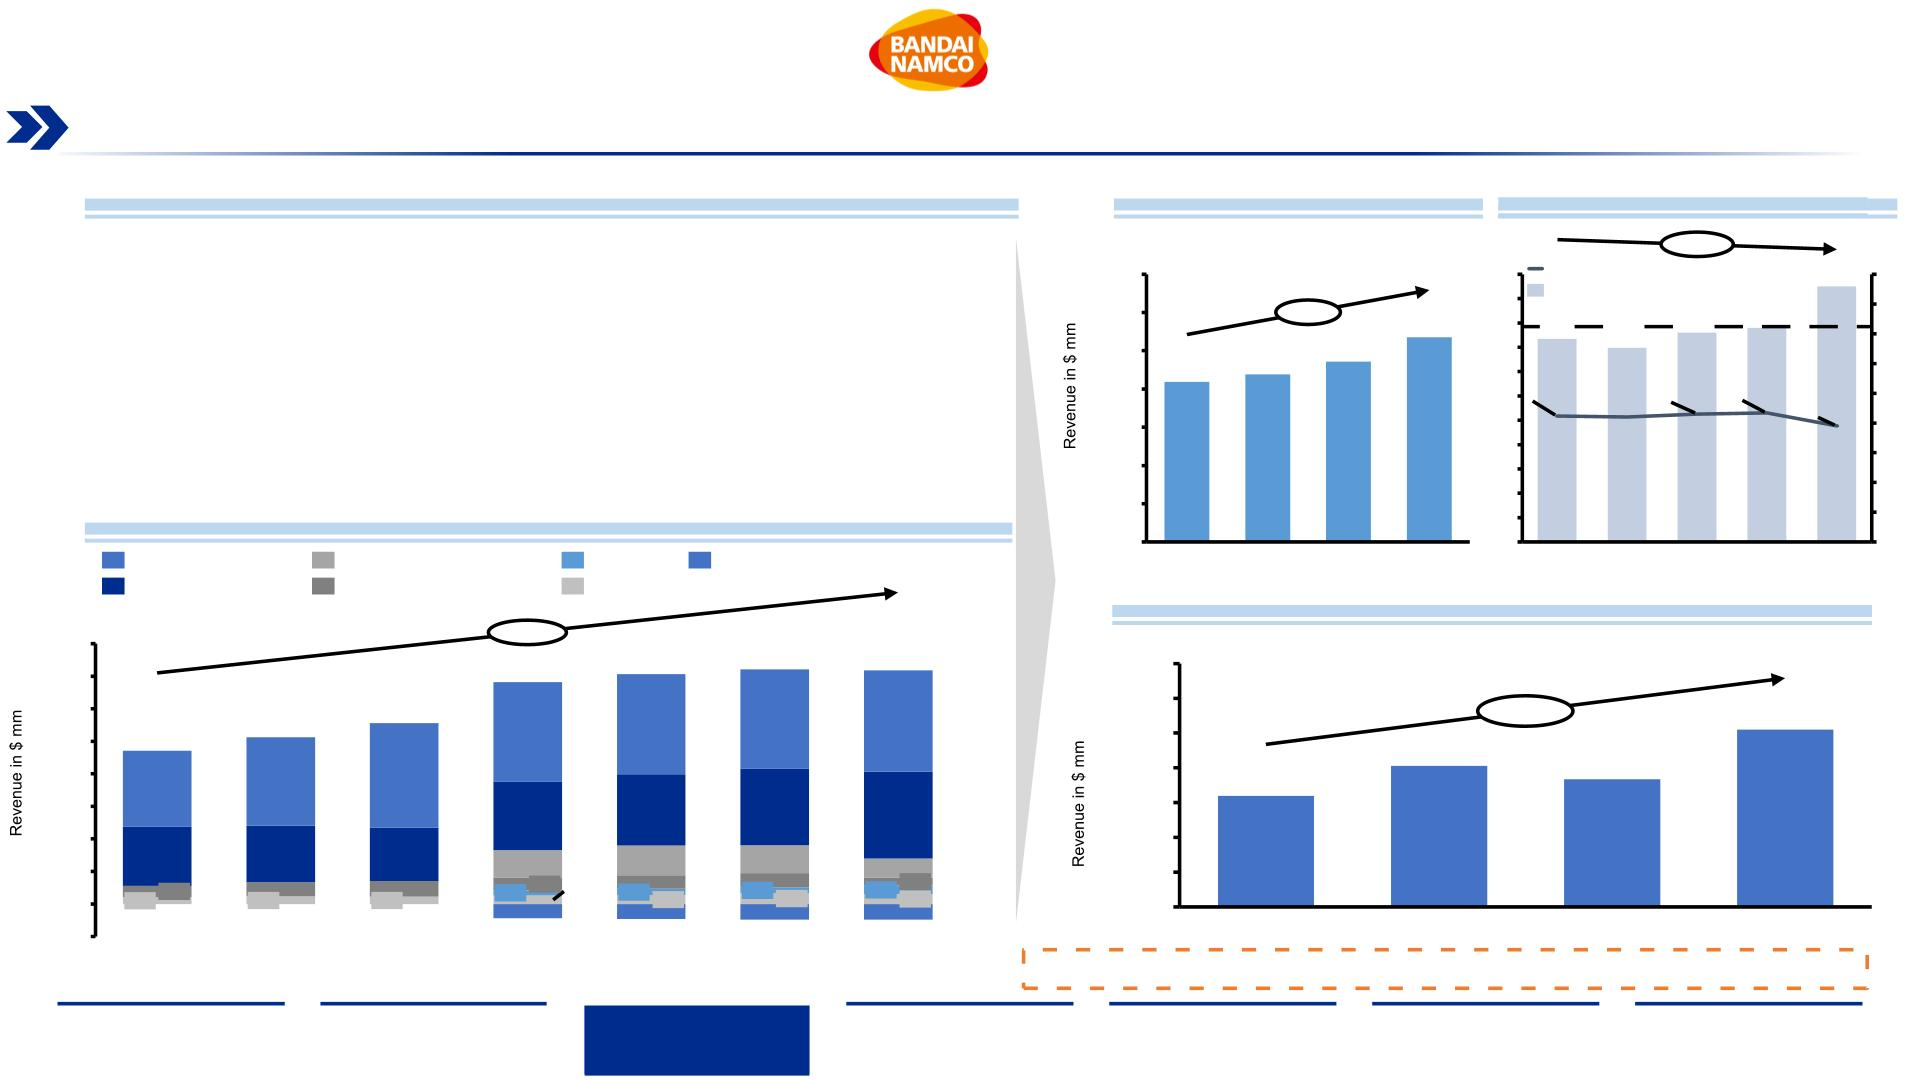 BANDAI
NAMCO
Revenue in $ mm
Revenue in $ mm
Revenue in $ mm